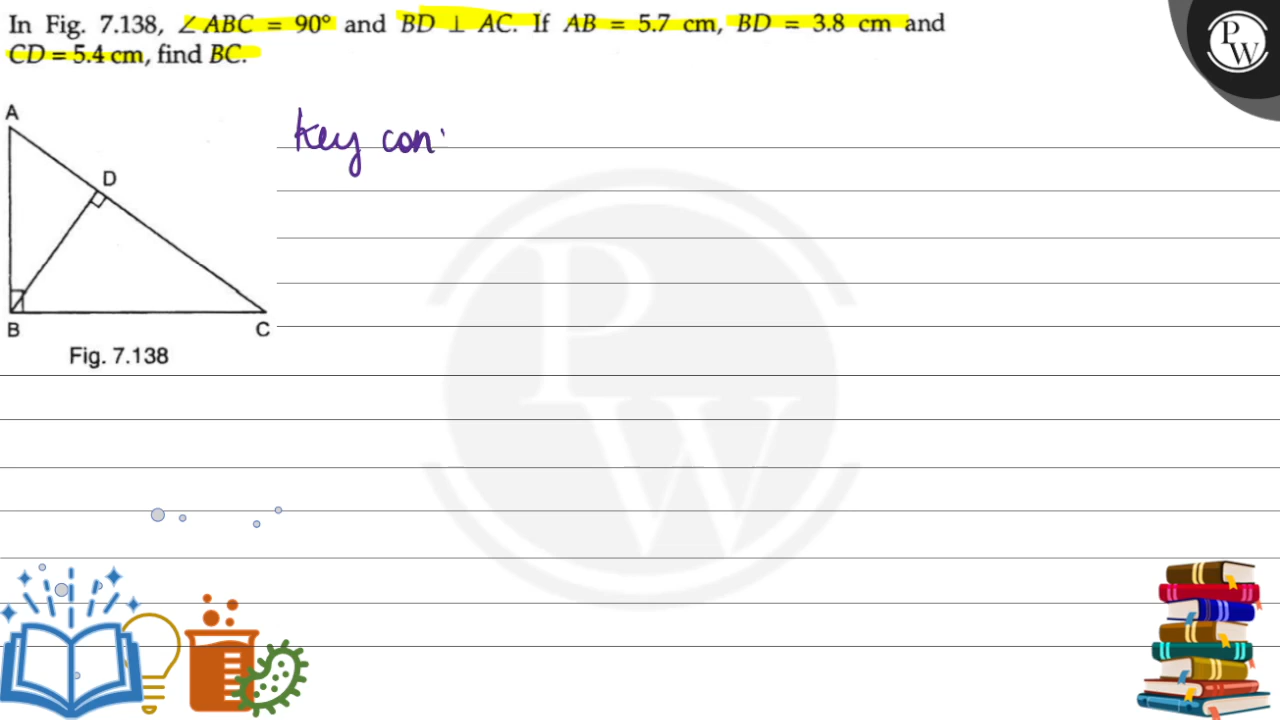 In Fig. 7.138, ∠ABC = 90° and BD ⊥ AC. If AB = 5.7 cm, BD = 3.8 cm and
CD = 5.4 cm, find BC.
key con
A
D
B
C
Fig. 7.138
P
W
P
W